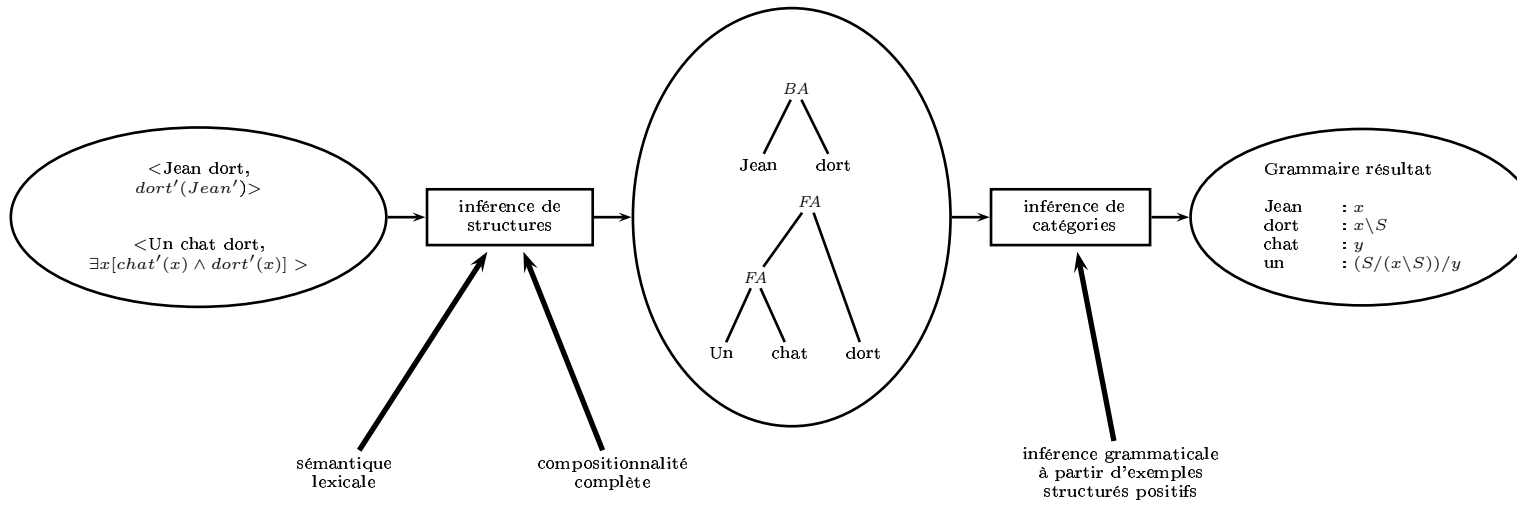 <Jean dort,
dort′(Jean′)>
<Un chat dort,
∃x[chat′(x) ∧ dort′(x)] >
inférence de
structures
sémantique
lexicale
compositionnalité
complète
BA
Jean dort
FA
FA
Un chat dort
inférence de
catégories
inférence grammaticale
à partir d'exemples
structurés positifs
Grammaire résultat
Jean : x
dort : x\S
chat : y
un : (S/(x\S))/y